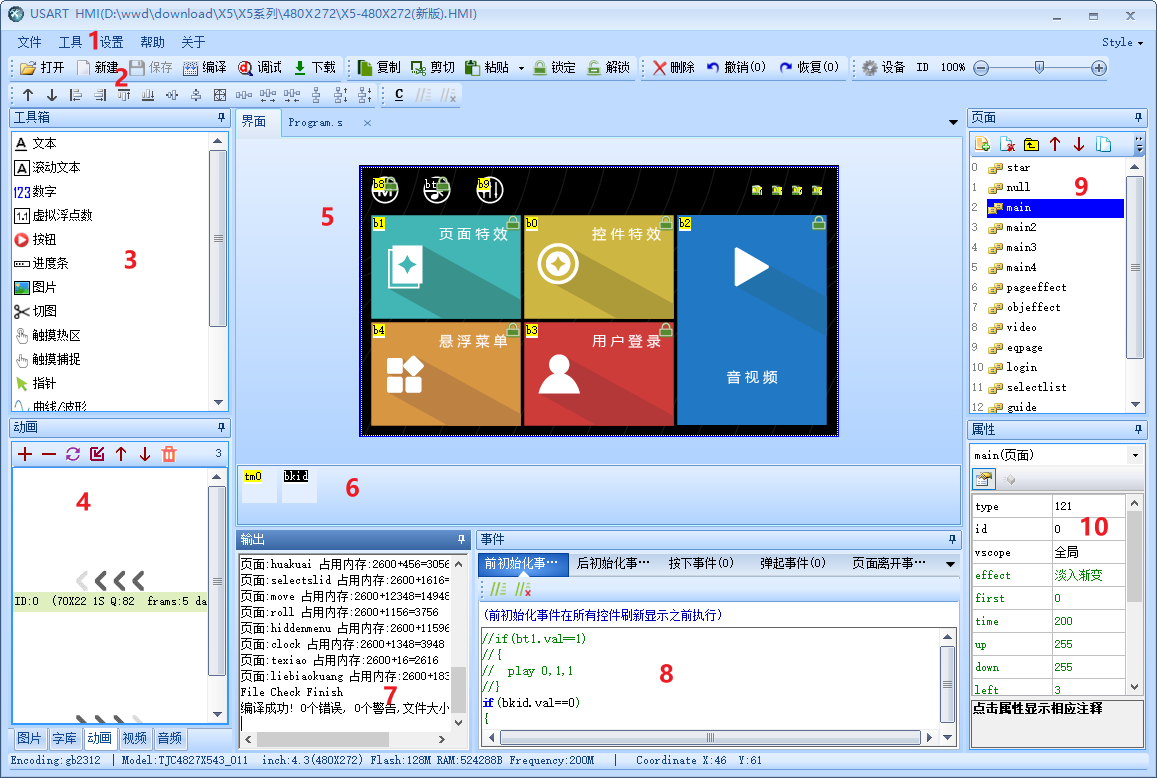 USART HMI(D:\wwd\download\X5\X5系列\480X272\X5-480X272(新版).HMI)
文件 工具 1 设置 帮助 关于 Style
打开 新建 保存 编译 调试 下载 复制 剪切 粘贴 锁定 解锁 删除 撤销(0) 恢复(0) 设备 ID 100%
2
C
工具箱
A 文本
A 滚动文本
123 数字
1.1 虚拟浮点数
按钮
进度条
图片
切图
触摸热区
触摸捕捉
指针
曲线/波形
3
动画
3
4
ID:0 (70X22 1S Q:82 frams:5 da
图片 字库 动画 视频 音频
界面 Program.s
5
b8 bt b9
b1 页面特效
b0 控件特效
b2
音视频
b4 悬浮菜单
b3 用户登录
tm0 bkid 6
输出
页面:huakuai 占用内存:2600+456=3056
页面:selectslid 占用内存:2600+1616=
页面:move 占用内存:2600+12348=14948
页面:roll 占用内存:2600+1156=3756
页面:hiddenmenu 占用内存:2600+11596
页面:clock 占用内存:2600+1348=3948
页面:texiao 占用内存:2600+16=2616
页面:liebiaokuang 占用内存:2600+183
File Check Finish
编译成功! 0个错误, 0个警告,文件大小
7
事件
前初始化事… 后初始化事… 按下事件(0) 弹起事件(0) 页面离开事…
(前初始化事件在所有控件刷新显示之前执行)
//if(bt1.val==1)
//{
// play 0,1,1
//}
if(bkid.val==0)
{
8
页面
0 star
1 null
2 main
3 main2
4 main3
5 main4
6 pageeffect
7 objeffect
8 video
9 eqpage
10 login
11 selectlist
12 guide
9
属性
main(页面)
type 121
id 0
vscope 全局
effect 淡入渐变
first 0
time 200
up 255
down 255
left 3
10
点击属性显示相应注释
Encoding:gb2312 Model:TJC4827X543_011 inch:4.3(480X272) Flash:128M RAM:524288B Frequency:200M Coordinate X:46 Y:61